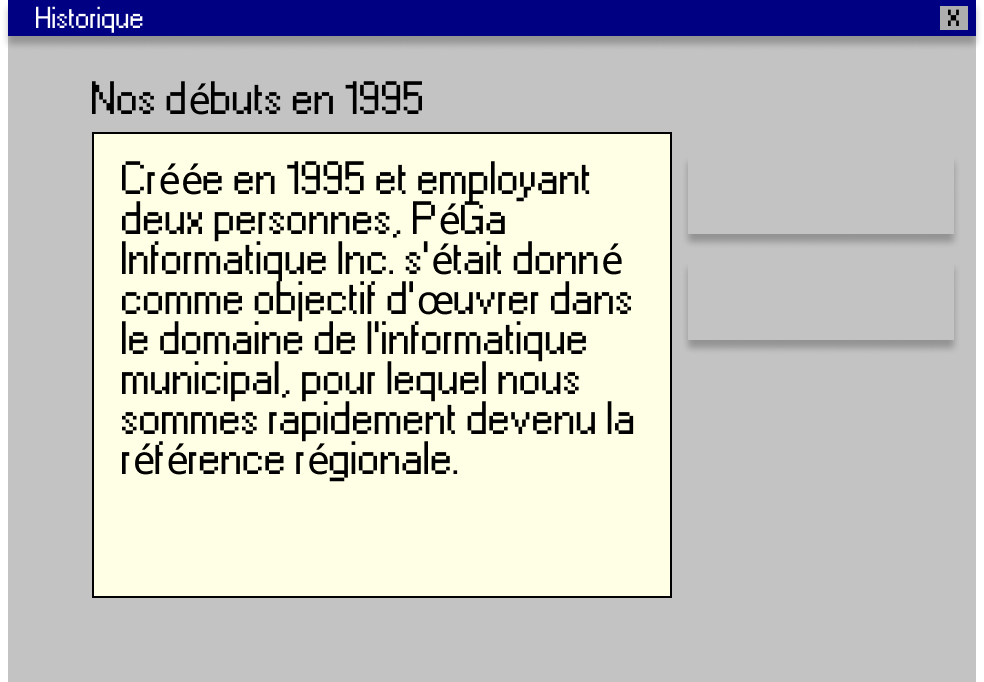 Historique
X
Nos débuts en 1995
Créée en 1995 et employant
deux personnes, PéGa
Informatique Inc. s'était donné
comme objectif d'œuvrer dans
le domaine de l'informatique
municipal, pour lequel nous
sommes rapidement devenu la
référence régionale.